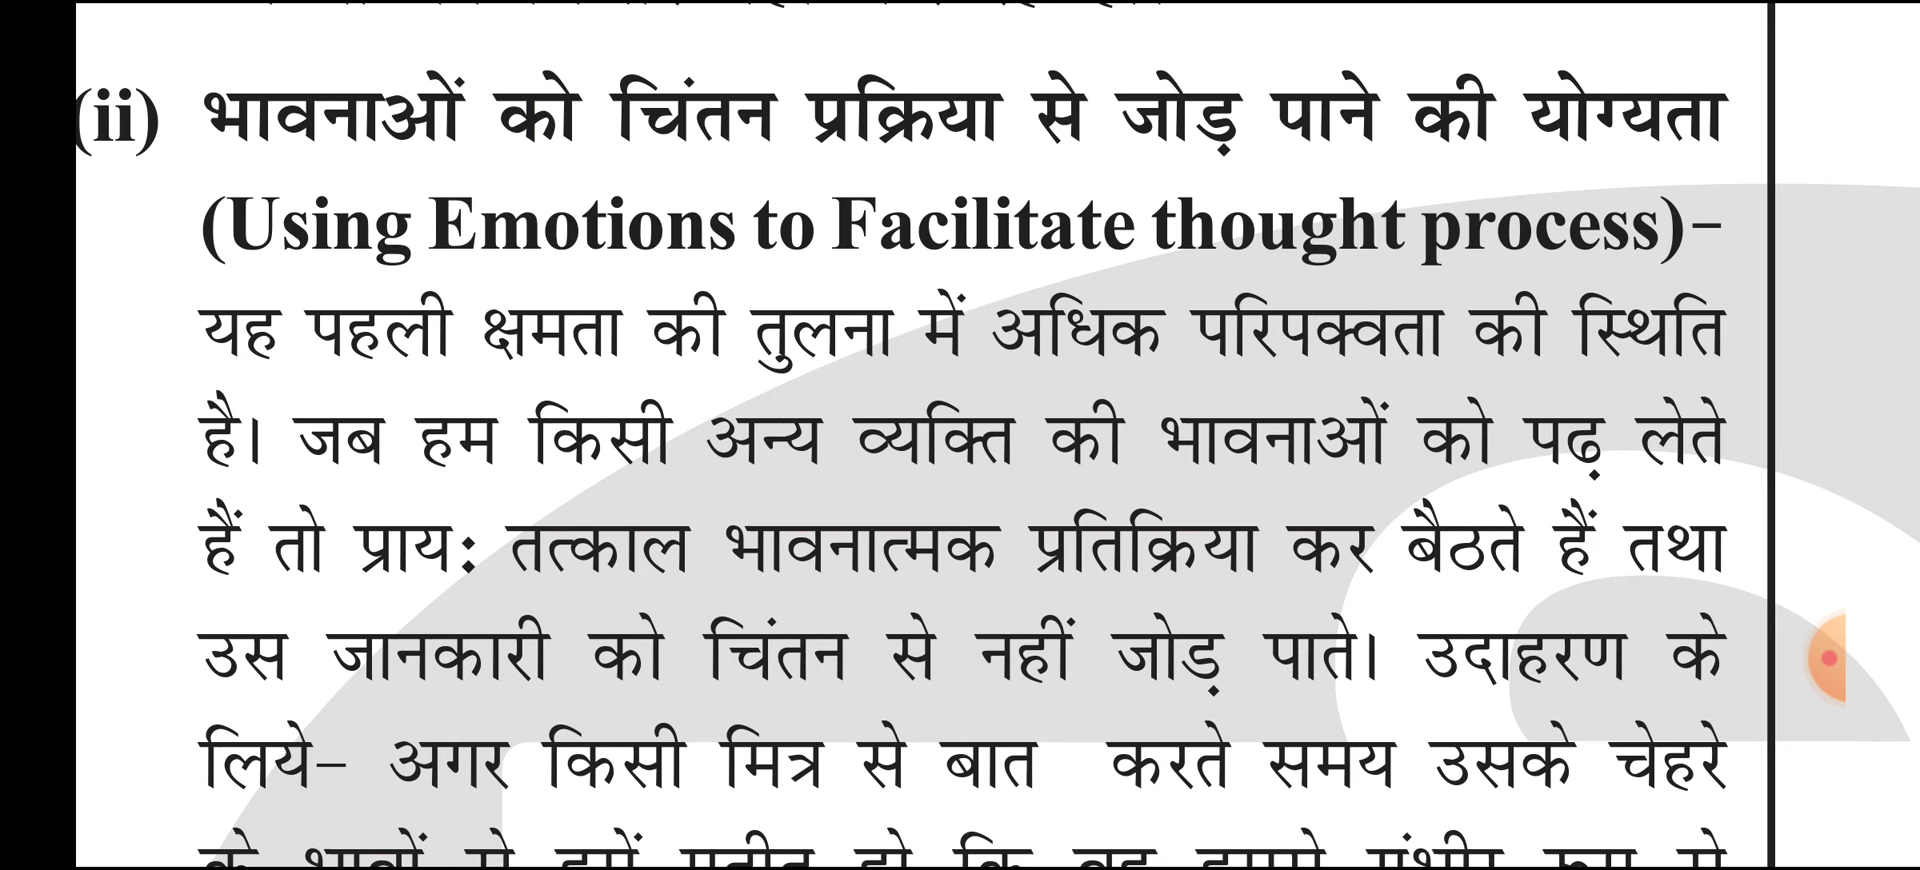 (ii) भावनाओं को चिंतन प्रक्रिया से जोड़ पाने की योग्यता
(Using Emotions to Facilitate thought process)–
यह पहली क्षमता की तुलना में अधिक परिपक्वता की स्थिति
है। जब हम किसी अन्य व्यक्ति की भावनाओं को पढ़ लेते
हैं तो प्राय: तत्काल भावनात्मक प्रतिक्रिया कर बैठते हैं तथा
उस जानकारी को चिंतन से नहीं जोड़ पाते। उदाहरण के
लिये– अगर किसी मित्र से बात करते समय उसके चेहरे